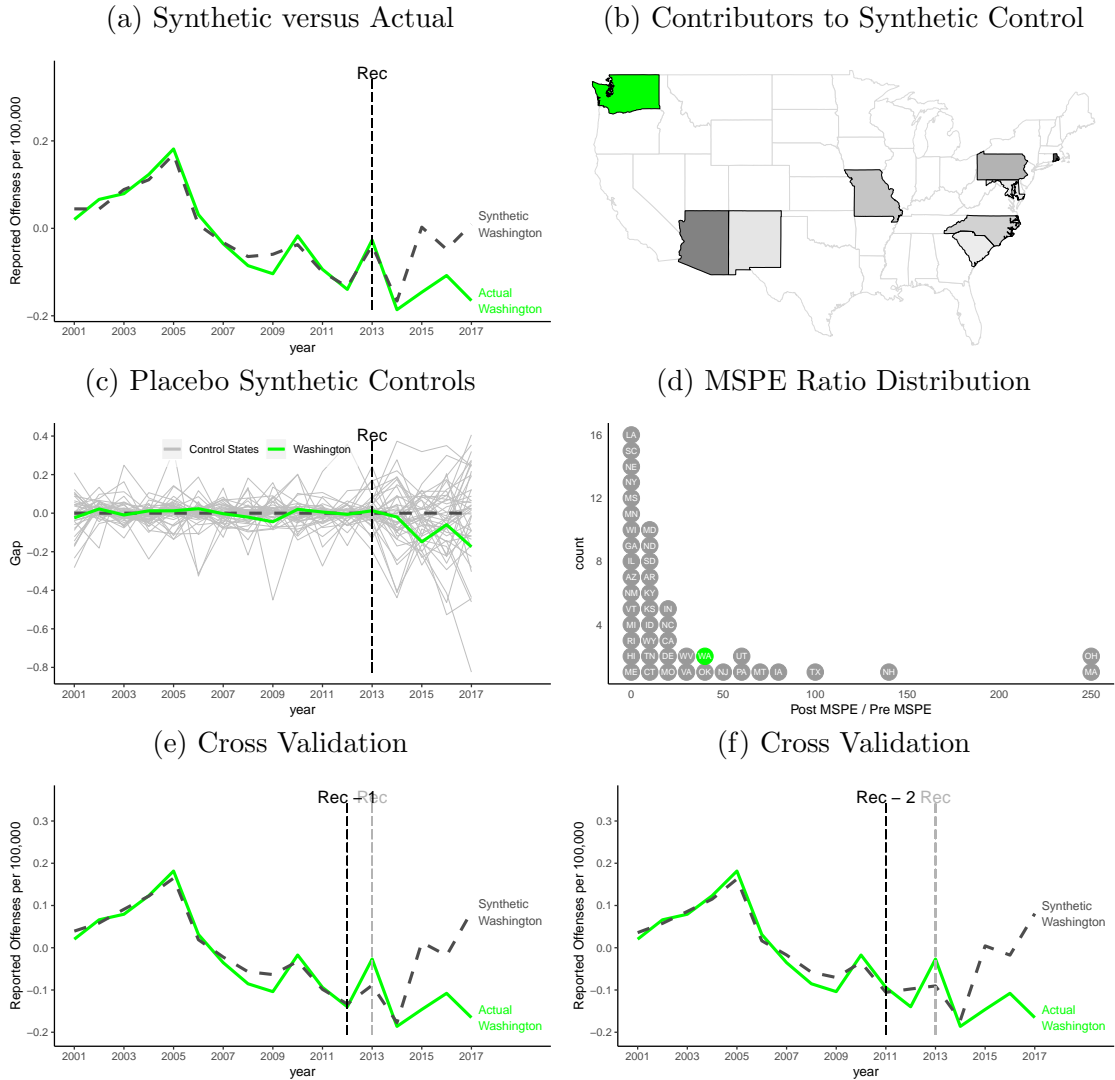 (a) Synthetic versus Actual
Reported Offenses per 100,000
0.2
0.0
−0.2
Rec
Synthetic
Washington
Actual
Washington
2001 2003 2005 2007 2009 2011 2013 2015 2017
year
(b) Contributors to Synthetic Control
(c) Placebo Synthetic Controls
Gap
0.4
0.2
0.0
−0.2
−0.4
−0.6
−0.8
Rec
Control States Washington
2001 2003 2005 2007 2009 2011 2013 2015 2017
year
(d) MSPE Ratio Distribution
count
16
12
8
4
LA
SC
NE
NY
MS
MN
WI MD
GA ND
IL SD
AZ AR
NM KY
VT KS IN
MI ID NC
RI WY CA
HI TN DE WV WA UT OH
ME CT MO VA OK NJ PA MT IA TX NH MA
0 50 100 150 200 250
Post MSPE / Pre MSPE
(e) Cross Validation
Reported Offenses per 100,000
0.3
0.2
0.1
0.0
−0.1
−0.2
Rec − 1 Rec
Synthetic
Washington
Actual
Washington
2001 2003 2005 2007 2009 2011 2013 2015 2017
year
(f) Cross Validation
Reported Offenses per 100,000
0.3
0.2
0.1
0.0
−0.1
−0.2
Rec − 2 Rec
Synthetic
Washington
Actual
Washington
2001 2003 2005 2007 2009 2011 2013 2015 2017
year